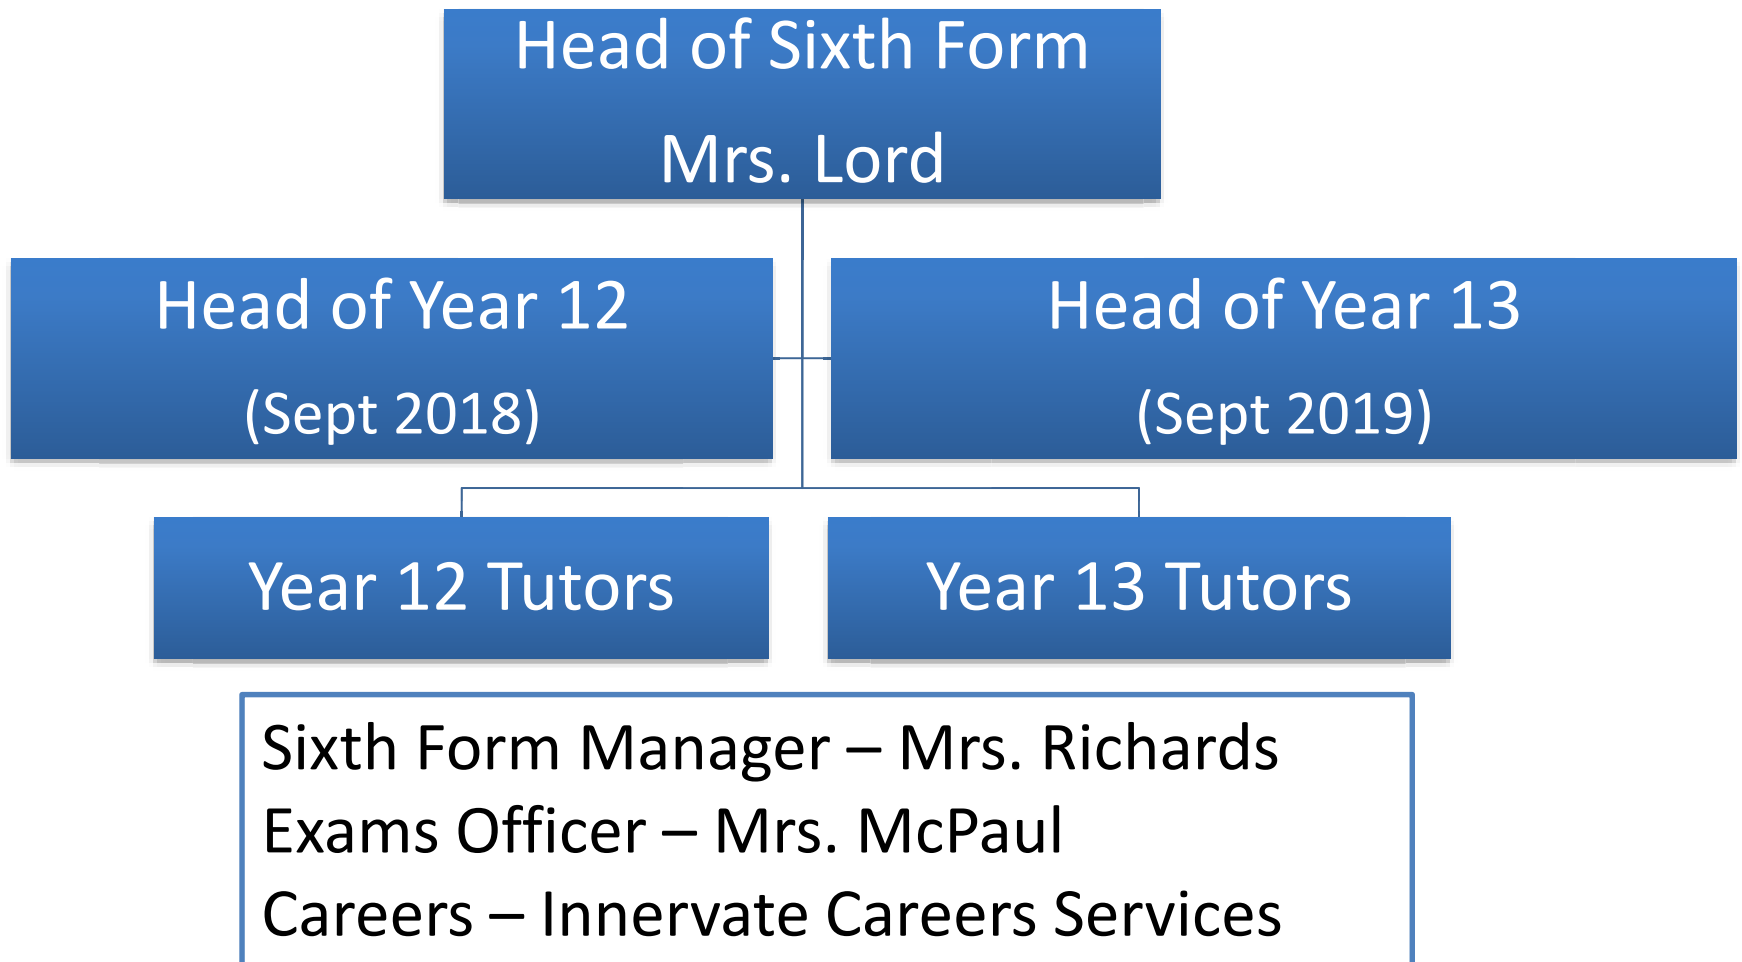 Head of Sixth Form
Mrs. Lord
Head of Year 12
(Sept 2018)
Head of Year 13
(Sept 2019)
Year 12 Tutors
Year 13 Tutors
Sixth Form Manager – Mrs. Richards
Exams Officer – Mrs. McPaul
Careers – Innervate Careers Services